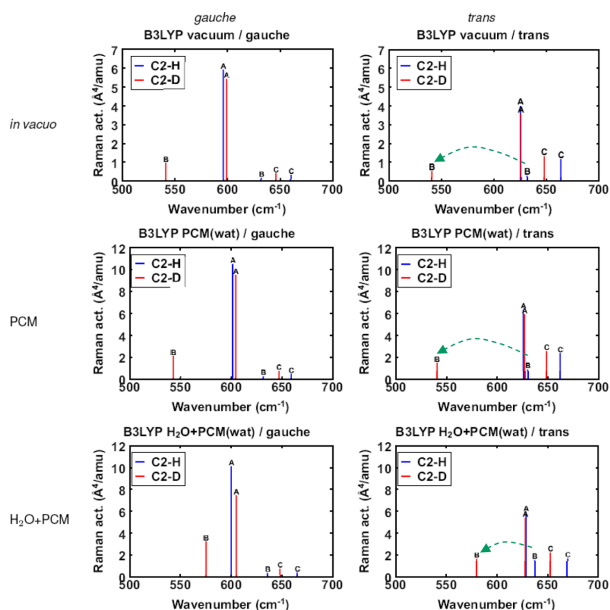 gauche trans
B3LYP vacuum / gauche B3LYP vacuum / trans
in vacuo
Raman act. (Å⁴/amu)
7
6
5
4
3
2
1
0
C2-H
C2-D
A
A
B
B
C
C
500 550 600 650 700
Wavenumber (cm⁻¹)
Raman act. (Å⁴/amu)
7
6
5
4
3
2
1
0
C2-H
C2-D
A
A
B
B
C
C
500 550 600 650 700
Wavenumber (cm⁻¹)
B3LYP PCM(wat) / gauche B3LYP PCM(wat) / trans
PCM
Raman act. (Å⁴/amu)
12
10
8
6
4
2
0
C2-H
C2-D
A
A
B
B
C
C
500 550 600 650 700
Wavenumber (cm⁻¹)
Raman act. (Å⁴/amu)
12
10
8
6
4
2
0
C2-H
C2-D
A
A
B
B
C
C
500 550 600 650 700
Wavenumber (cm⁻¹)
B3LYP H₂O+PCM(wat) / gauche B3LYP H₂O+PCM(wat) / trans
H₂O+PCM
Raman act. (Å⁴/amu)
12
10
8
6
4
2
0
C2-H
C2-D
A
A
B
B
C
C
500 550 600 650 700
Wavenumber (cm⁻¹)
Raman act. (Å⁴/amu)
12
10
8
6
4
2
0
C2-H
C2-D
A
A
B
B
C
C
500 550 600 650 700
Wavenumber (cm⁻¹)